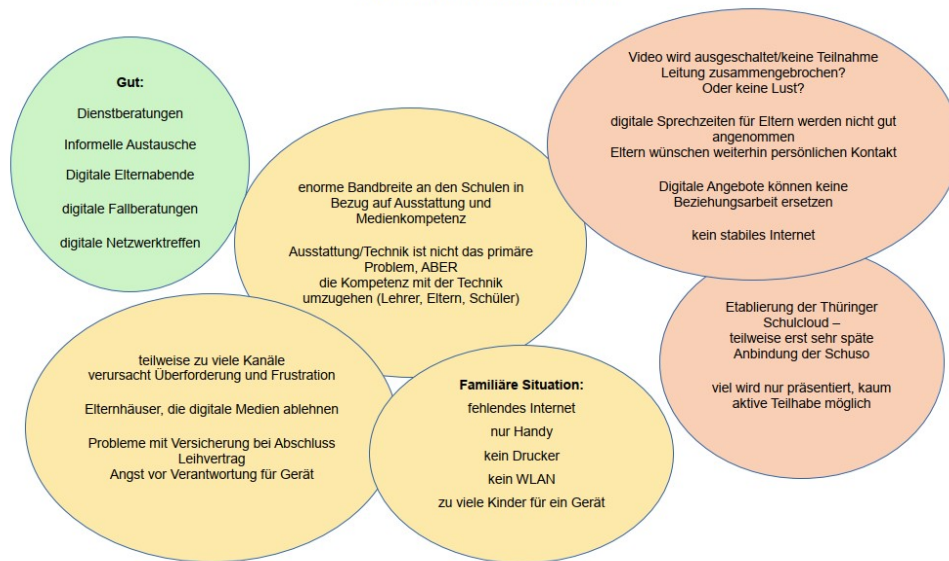 Gut:
Dienstberatungen
Informelle Austausche
Digitale Elternabende
digitale Fallberatungen
digitale Netzwerktreffen
enorme Bandbreite an den Schulen in
Bezug auf Ausstattung und
Medienkompetenz
Ausstattung/Technik ist nicht das primäre
Problem, ABER
die Kompetenz mit der Technik
umzugehen (Lehrer, Eltern, Schüler)
Video wird ausgeschaltet/keine Teilnahme
Leitung zusammengebrochen?
Oder keine Lust?
digitale Sprechzeiten für Eltern werden nicht gut
angenommen
Eltern wünschen weiterhin persönlichen Kontakt
Digitale Angebote können keine
Beziehungsarbeit ersetzen
kein stabiles Internet
teilweise zu viele Kanäle
verursacht Überforderung und Frustration
Elternhäuser, die digitale Medien ablehnen
Probleme mit Versicherung bei Abschluss
Leihvertrag
Angst vor Verantwortung für Gerät
Familiäre Situation:
fehlendes Internet
nur Handy
kein Drucker
kein WLAN
zu viele Kinder für ein Gerät
Etablierung der Thüringer
Schulcloud –
teilweise erst sehr späte
Anbindung der Schuso
viel wird nur präsentiert, kaum
aktive Teilhabe möglich